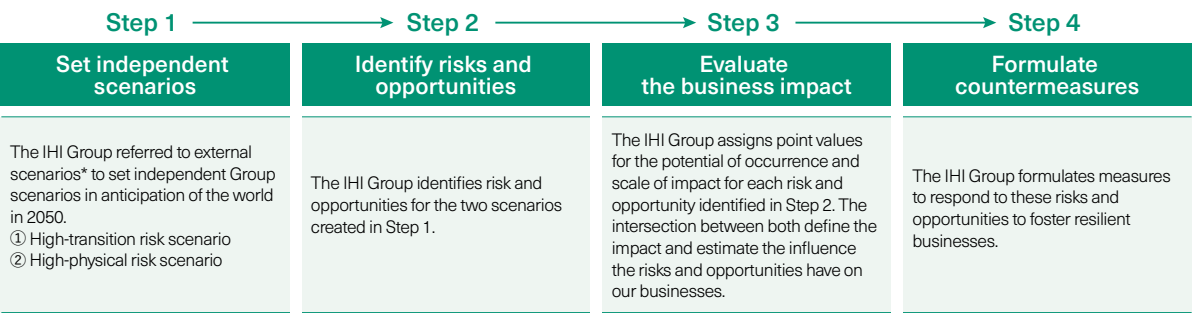 Step 1
Step 2
Step 3
Step 4
Set independent
scenarios
Identify risks and
opportunities
Evaluate
the business impact
Formulate
countermeasures
The IHI Group referred to external
scenarios* to set independent Group
scenarios in anticipation of the world
in 2050.
① High-transition risk scenario
② High-physical risk scenario
The IHI Group identifies risk and
opportunities for the two scenarios
created in Step 1.
The IHI Group assigns point values
for the potential of occurrence and
scale of impact for each risk and
opportunity identified in Step 2. The
intersection between both define the
impact and estimate the influence
the risks and opportunities have on
our businesses.
The IHI Group formulates measures
to respond to these risks and
opportunities to foster resilient
businesses.